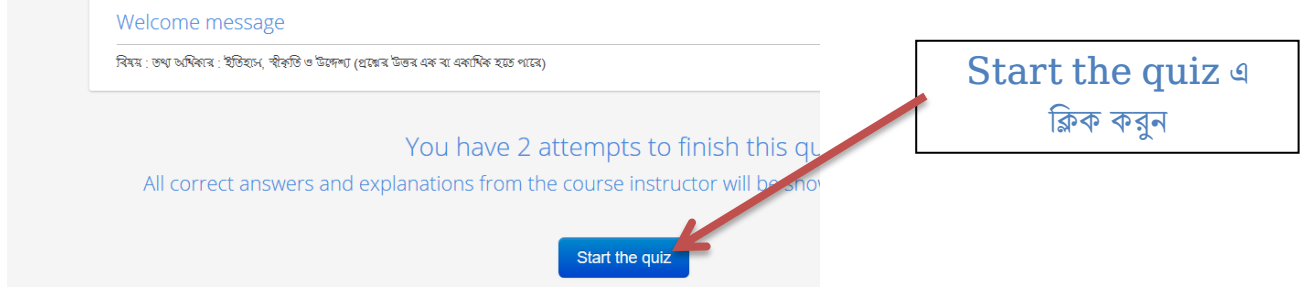 Welcome message
বিষয় : তথ্য অধিকার : ইতিহাস, স্বীকৃতি ও উদ্দেশ্য (প্রশ্নের উত্তর এক বা একাধিক হতে পারে)
You have 2 attempts to finish this qu
All correct answers and explanations from the course instructor will be show
Start the quiz
Start the quiz এ
ক্লিক করুন